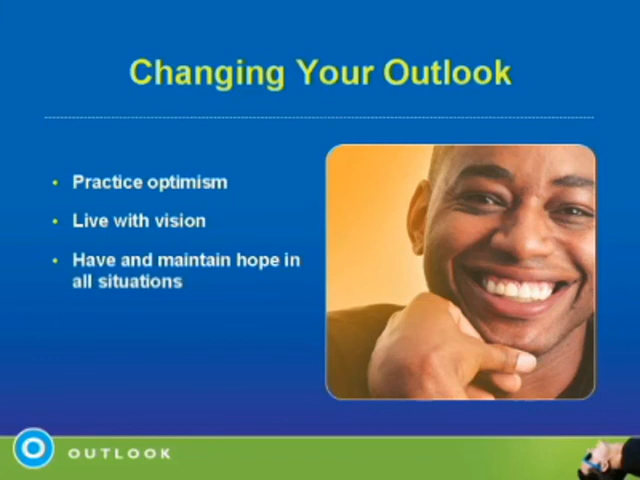 Changing Your Outlook
• Practice optimism
• Live with vision
• Have and maintain hope in
all situations
O OUTLOOK